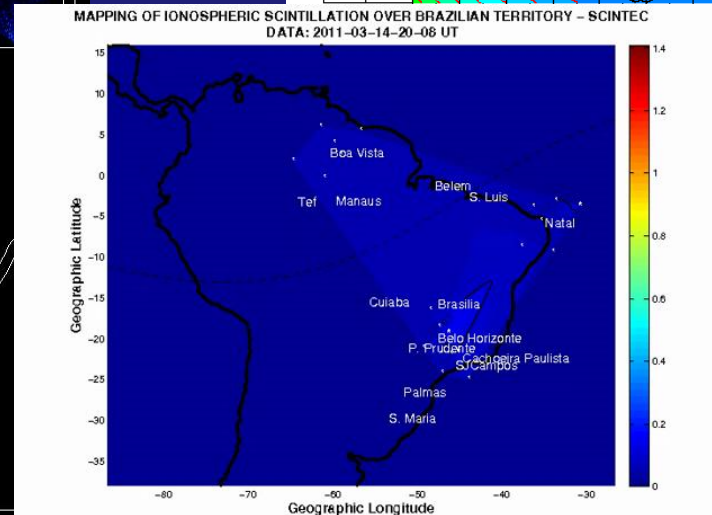 MAPPING OF IONOSPHERIC SCINTILLATION OVER BRAZILIAN TERRITORY – SCINTEC
DATA: 2011–03–14–20–08 UT
15
10
5
0
−5
−10
−15
−20
−25
−30
−35
Geographic Latitude
Boa Vista
Belem
Tef Manaus S. Luis
Natal
Cuiaba Brasilia
Belo Horizonte
P. Prudente
Cachoeira Paulista
SJCampos
Palmas
S. Maria
−80 −70 −60 −50 −40 −30
Geographic Longitude
1.4
1.2
1
0.8
0.6
0.4
0.2
0